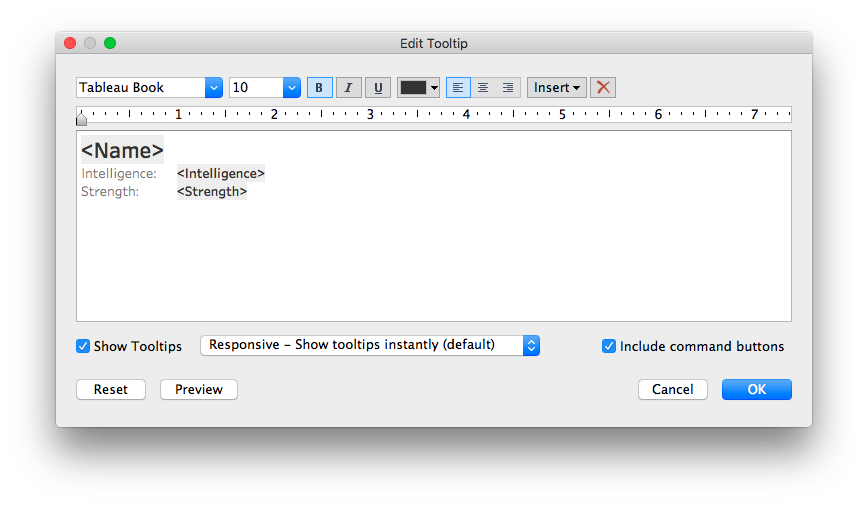 Edit Tooltip
Tableau Book 10 B I U Insert
1 2 3 4 5 6 7
<Name>
Intelligence: <Intelligence>
Strength: <Strength>
Show Tooltips Responsive – Show tooltips instantly (default) Include command buttons
Reset Preview Cancel OK